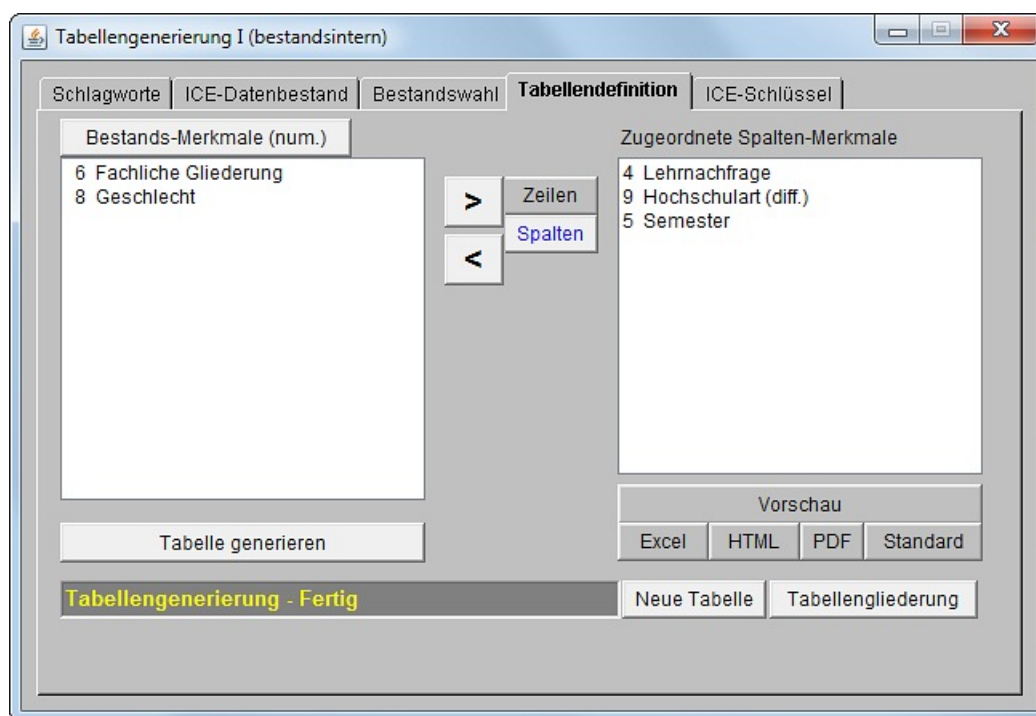 Tabellengenerierung I (bestandsintern)
Schlagworte ICE-Datenbestand Bestandswahl Tabellendefinition ICE-Schlüssel
Bestands-Merkmale (num.)
Zugeordnete Spalten-Merkmale
6 Fachliche Gliederung
8 Geschlecht
>
<
Zeilen
Spalten
4 Lehrnachfrage
9 Hochschulart (diff.)
5 Semester
Vorschau
Excel HTML PDF Standard
Tabelle generieren
Tabellengenerierung - Fertig
Neue Tabelle Tabellengliederung